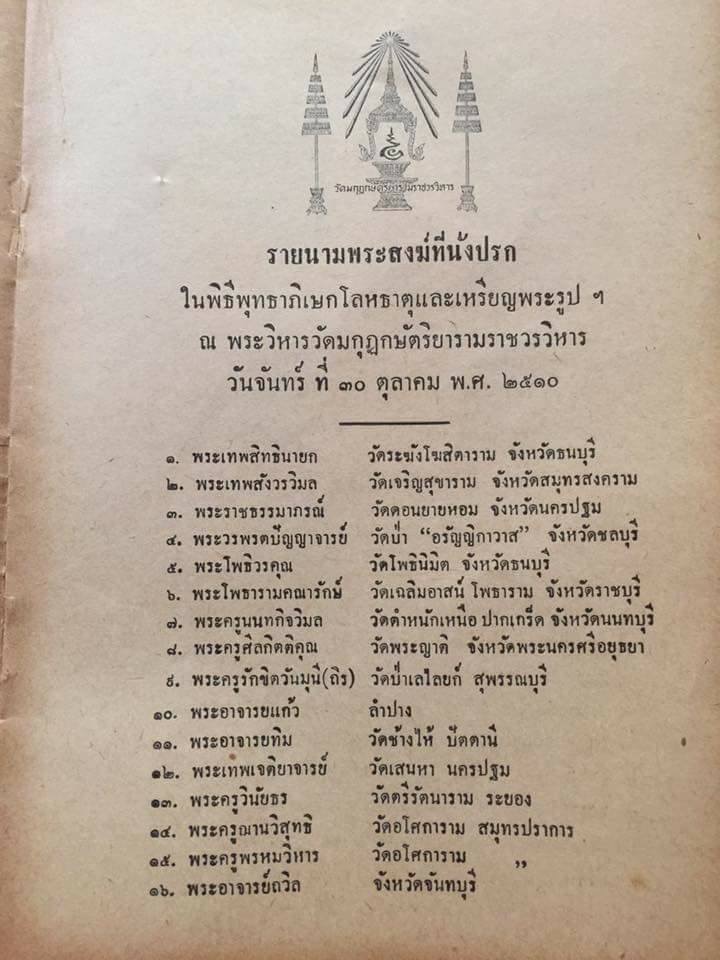 วัดมกุฏกษัตริยารามราชวรวิหาร
รายนามพระสงฆ์ที่นั่งปรก
ในพิธีพุทธาภิเษกโลหธาตุและเหรียญพระรูป ฯ
ณ พระวิหารวัดมกุฏกษัตริยารามราชวรวิหาร
วันจันทร์ ที่ ๓๐ ตุลาคม พ.ศ. ๒๕๑๐
๑. พระเทพสิทธินายก วัดระฆังโฆสิตาราม จังหวัดธนบุรี
๒. พระเทพสังวรวิมล วัดเจริญสุขาราม จังหวัดสมุทรสงคราม
๓. พระราชธรรมาภรณ์ วัดดอนยายหอม จังหวัดนครปฐม
๔. พระวรพรตปัญญาจารย์ วัดป่า “อรัญญิกาวาส” จังหวัดชลบุรี
๕. พระโพธิวรคุณ วัดโพธินิมิต จังหวัดธนบุรี
๖. พระโพธารามคณารักษ์ วัดเฉลิมอาสน์ โพธาราม จังหวัดราชบุรี
๗. พระครูนนทกิจวิมล วัดตำหนักเหนือ ปากเกร็ด จังหวัดนนทบุรี
๘. พระครูศีลกิตติคุณ วัดพระญาติ จังหวัดพระนครศรีอยุธยา
๙. พระครูรักขิตวันมุนี(ถิร) วัดป่าเลไลยก์ สุพรรณบุรี
๑๐. พระอาจารย์แก้ว ลำปาง
๑๑. พระอาจารย์ทิม วัดช้างไห้ ปัตตานี
๑๒. พระเทพเจติยาจารย์ วัดเสนหา นครปฐม
๑๓. พระครูวินัยธร วัดตรีรัตนาราม ระยอง
๑๔. พระครูญานวิสุทธิ วัดอโศการาม สมุทรปราการ
๑๕. พระครูพรหมวิหาร วัดอโศการาม ,,
๑๖. พระอาจารย์ถวิล จังหวัดจันทบุรี